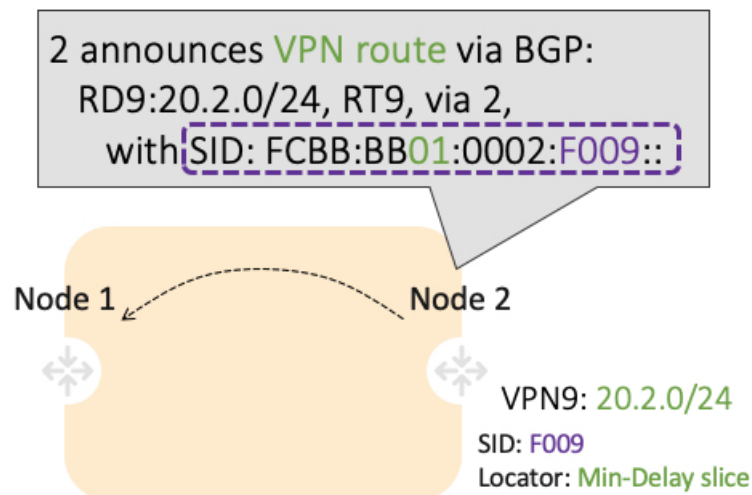 2 announces VPN route via BGP:
RD9:20.2.0/24, RT9, via 2,
with SID: FCBB:BB01:0002:F009::
Node 1
Node 2
VPN9: 20.2.0/24
SID: F009
Locator: Min-Delay slice